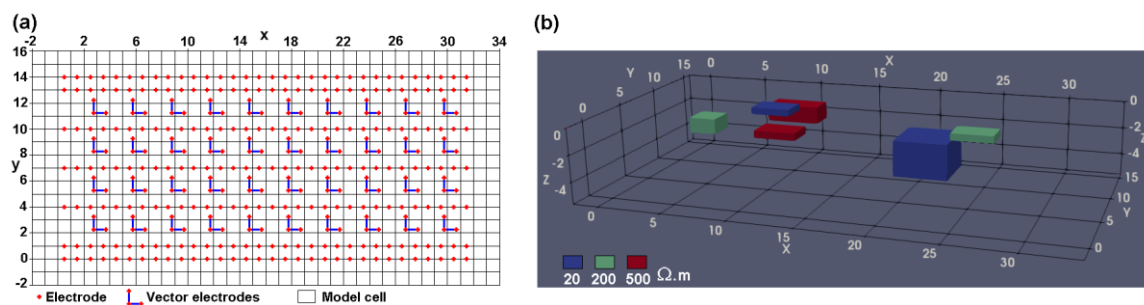 (a)
x
-2 2 6 10 14 18 22 26 30 34
16
14
12
10
8
y
6
4
2
0
-2
Electrode Vector electrodes Model cell
(b)
X
Y 15 0 5 10 20 25 30
10
5
0
0
-2
-4
Z
0
-2
-4
15
10
Y
5
0
0 5 10 15 20 25 30
X
20 200 500 Ω.m